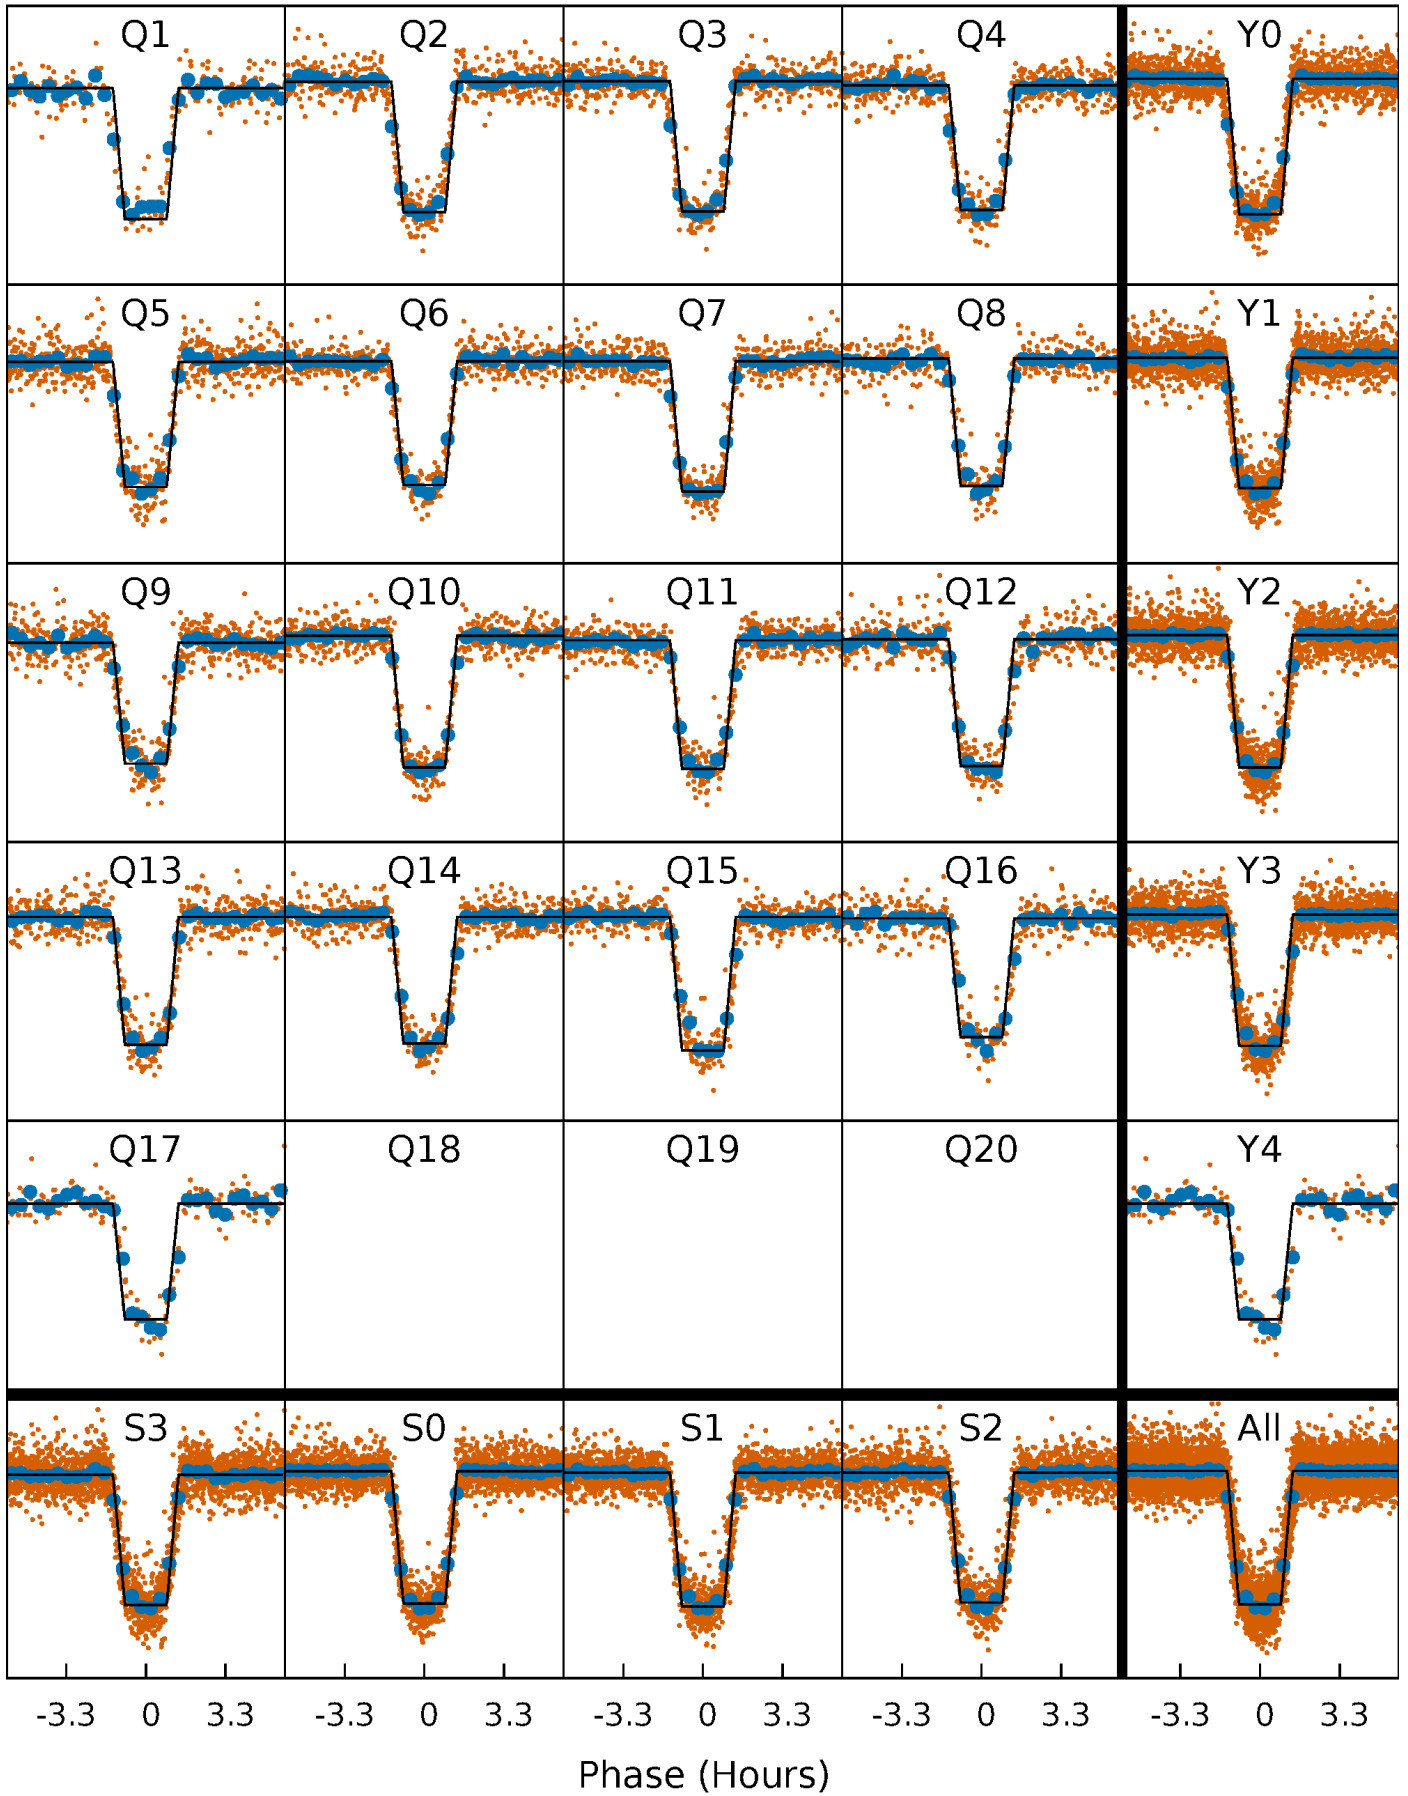 Q1 Q2 Q3 Q4 Y0
Q5 Q6 Q7 Q8 Y1
Q9 Q10 Q11 Q12 Y2
Q13 Q14 Q15 Q16 Y3
Q17 Q18 Q19 Q20 Y4
S3 S0 S1 S2 All
-3.3 0 3.3 -3.3 0 3.3 -3.3 0 3.3 -3.3 0 3.3 -3.3 0 3.3
Phase (Hours)